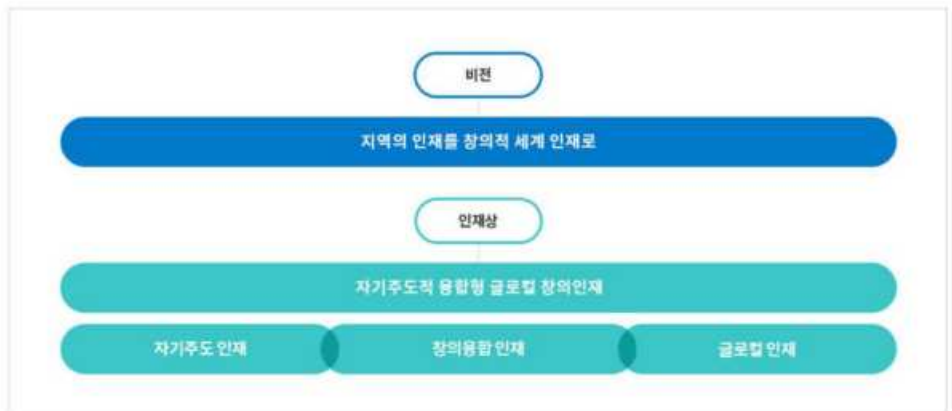 비전
지역의 인재를 창의적 세계 인재로
인재상
자기주도적 융합형 글로컬 창의인재
자기주도 인재 창의융합 인재 글로컬 인재